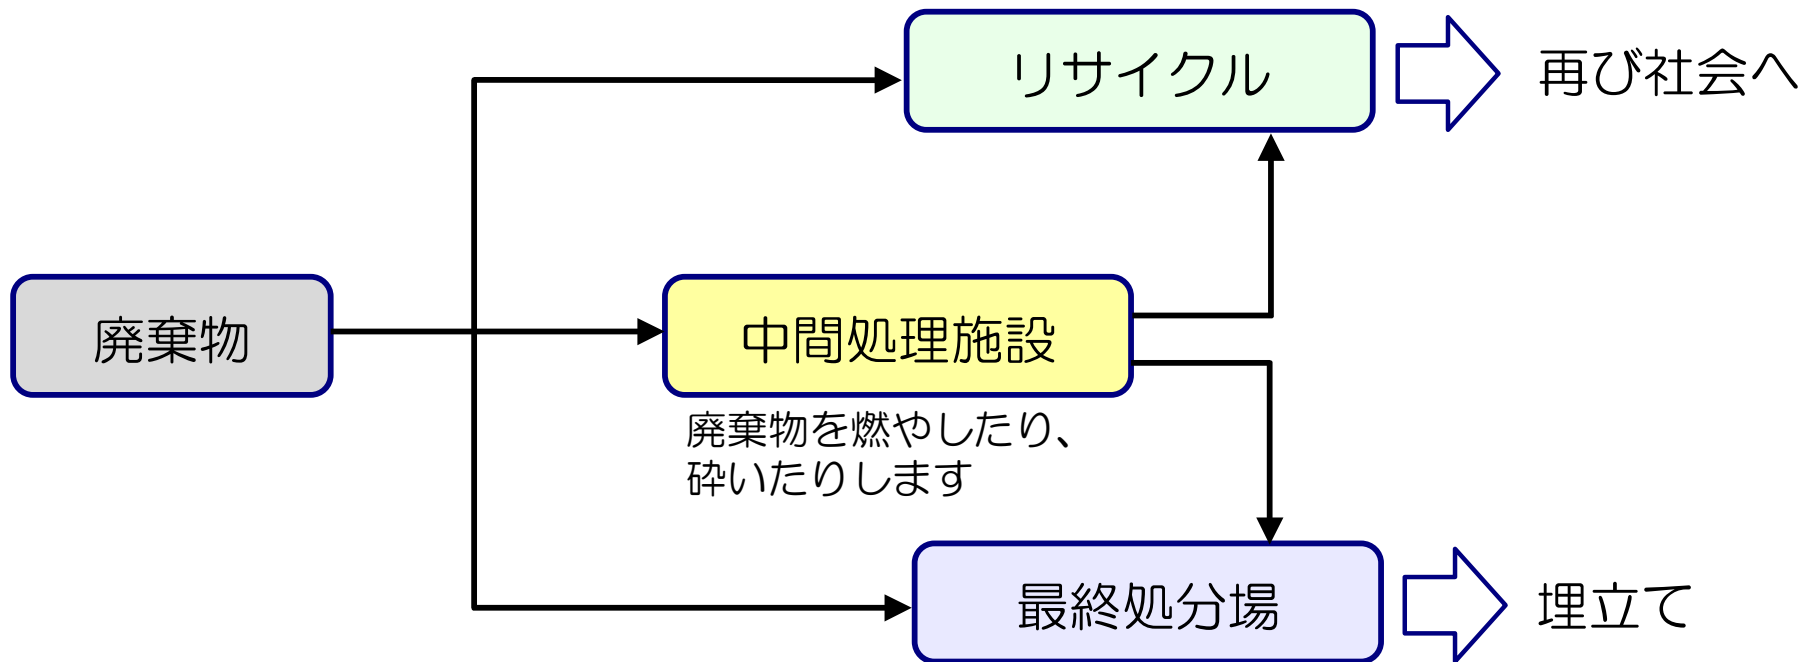 リサイクル
再び社会へ
廃棄物
中間処理施設
廃棄物を燃やしたり、
砕いたりします
最終処分場
埋立て